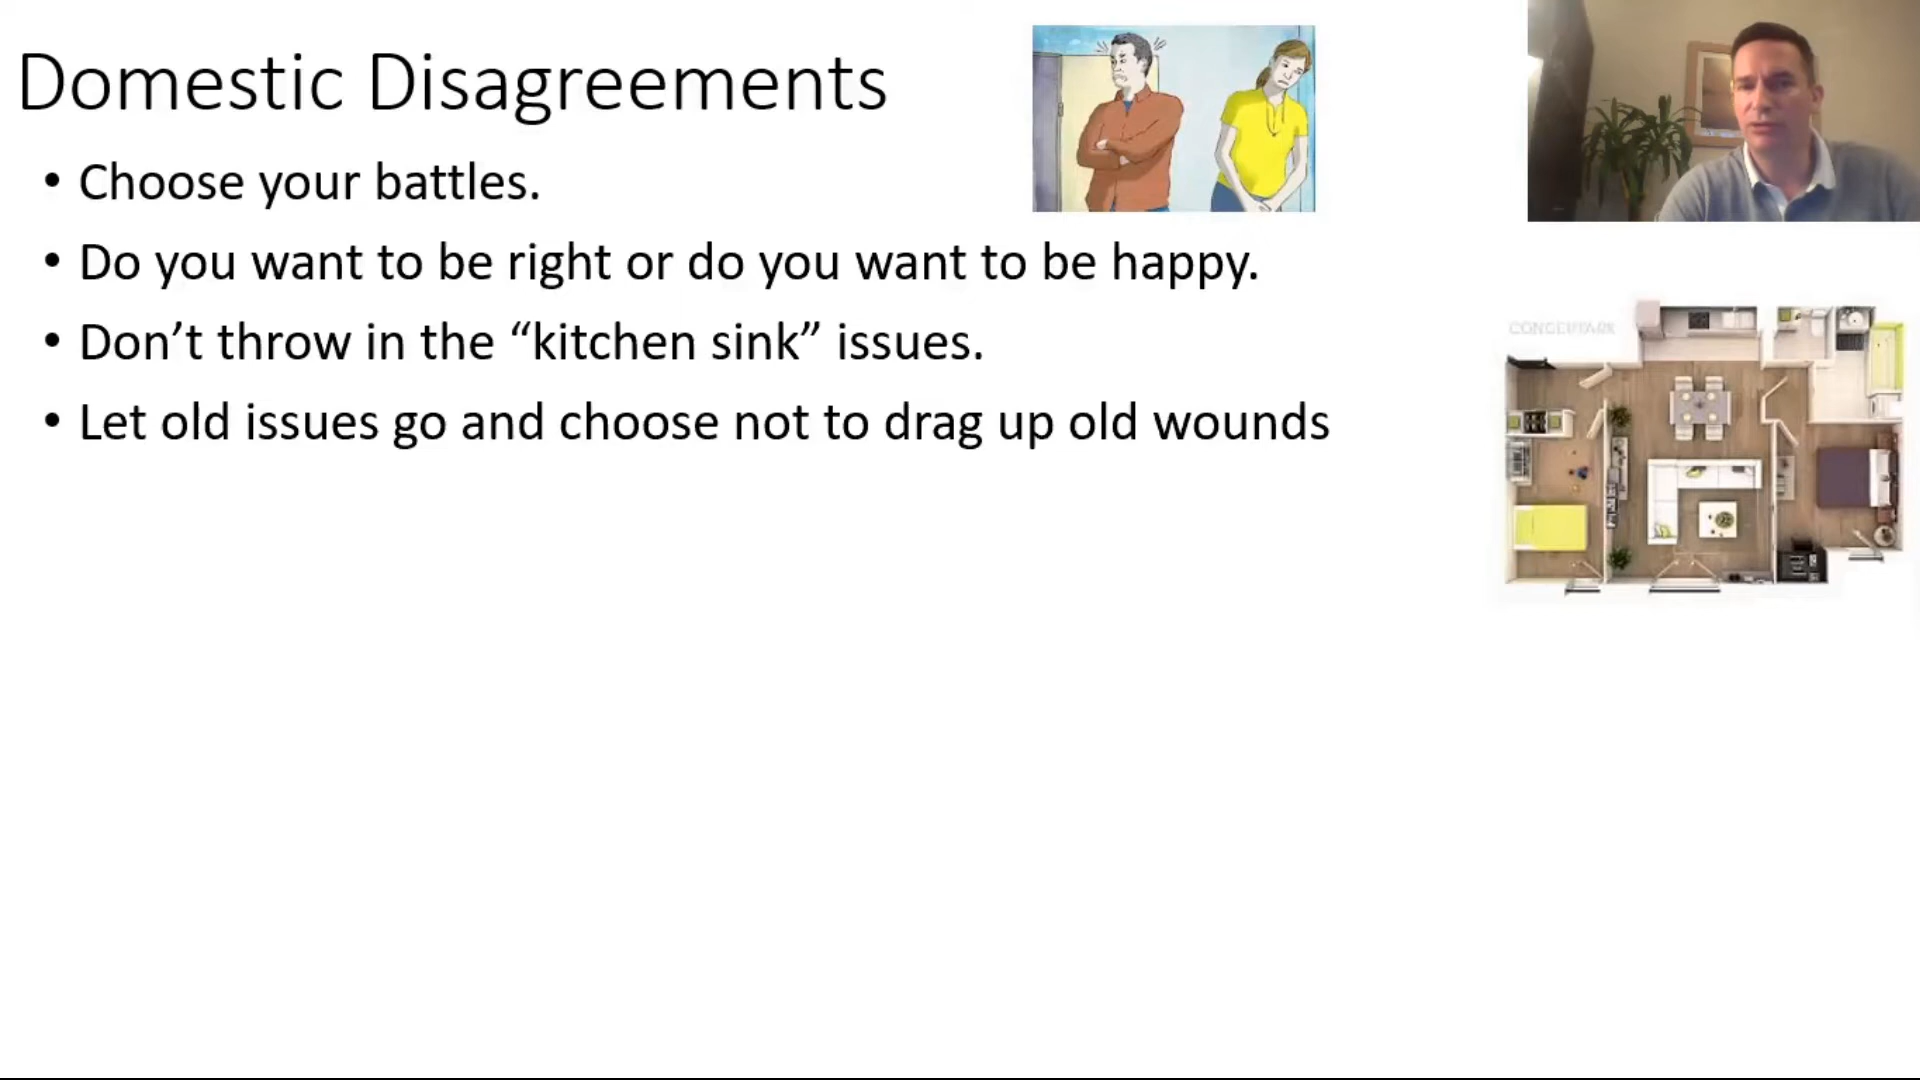 Domestic Disagreements
• Choose your battles.
• Do you want to be right or do you want to be happy.
• Don’t throw in the “kitchen sink” issues.
• Let old issues go and choose not to drag up old wounds